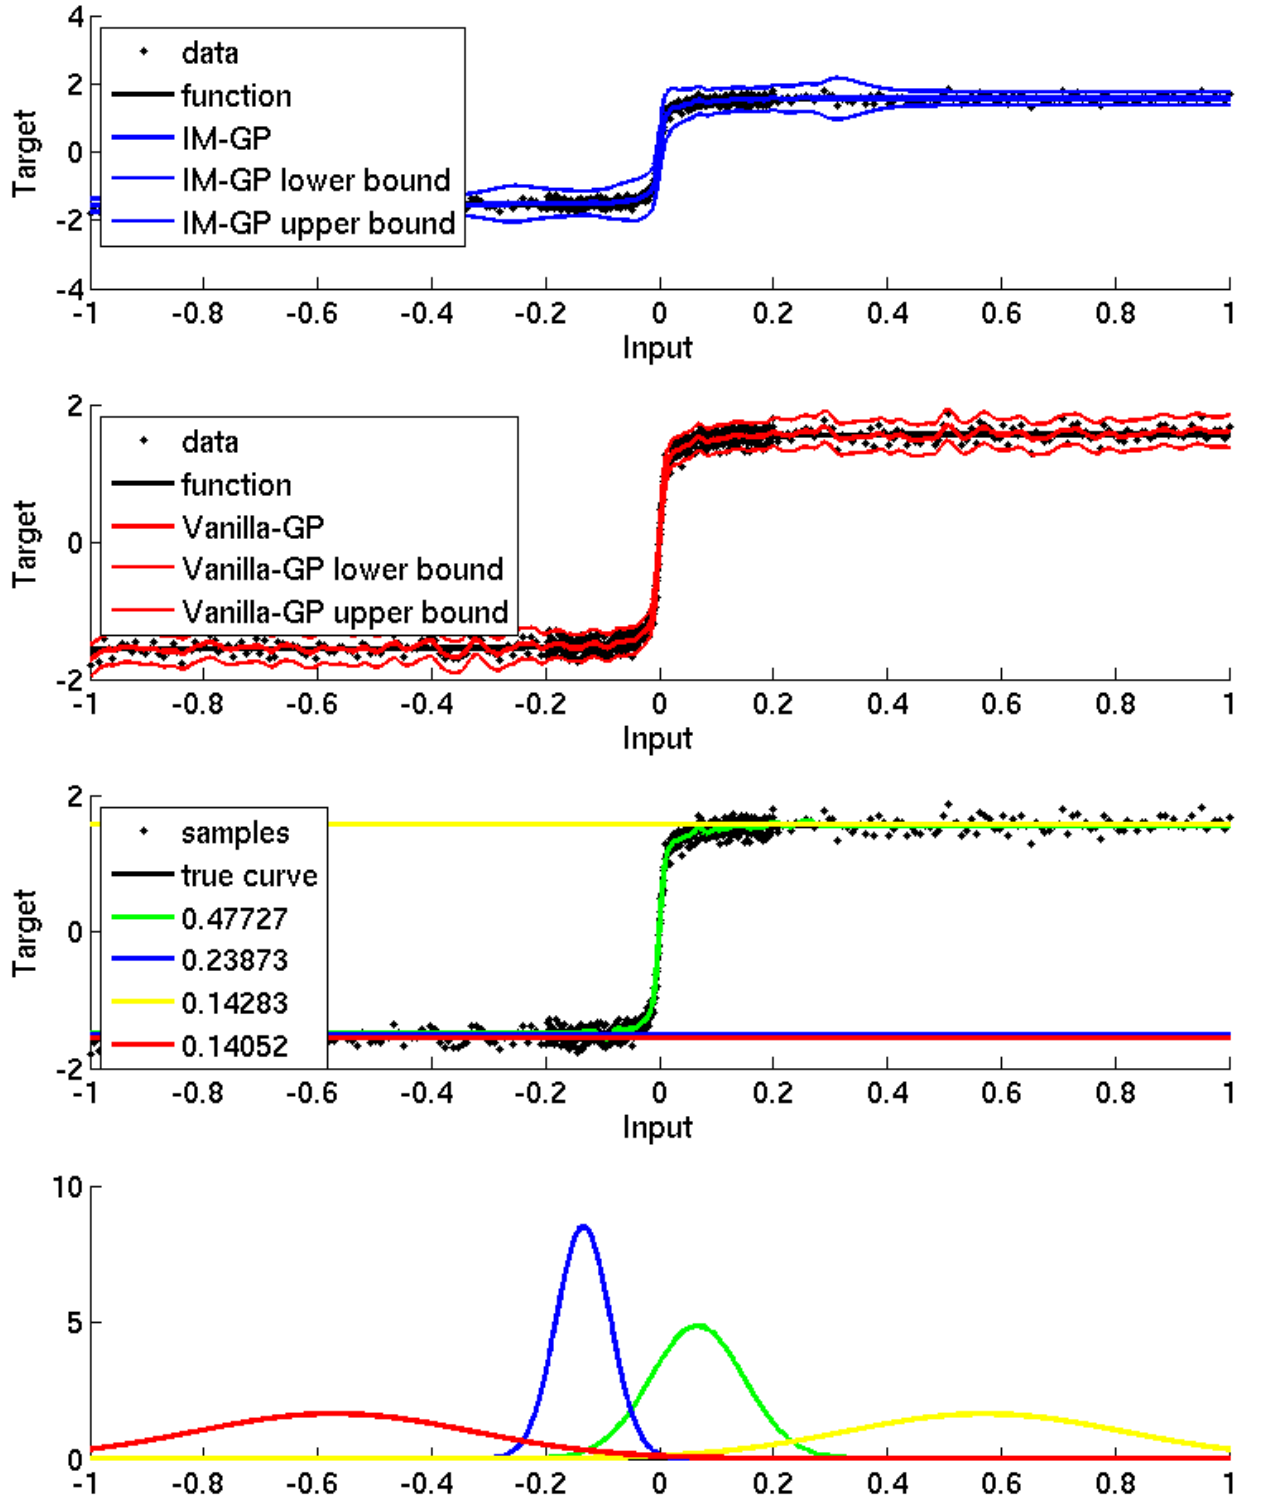 4
2
0
-2
-4
Target
data
function
IM-GP
IM-GP lower bound
IM-GP upper bound
-1 -0.8 -0.6 -0.4 -0.2 0 0.2 0.4 0.6 0.8 1
Input
2
0
-2
Target
data
function
Vanilla-GP
Vanilla-GP lower bound
Vanilla-GP upper bound
-1 -0.8 -0.6 -0.4 -0.2 0 0.2 0.4 0.6 0.8 1
Input
2
0
-2
Target
samples
true curve
0.47727
0.23873
0.14283
0.14052
-1 -0.8 -0.6 -0.4 -0.2 0 0.2 0.4 0.6 0.8 1
Input
10
5
0
-1 -0.8 -0.6 -0.4 -0.2 0 0.2 0.4 0.6 0.8 1